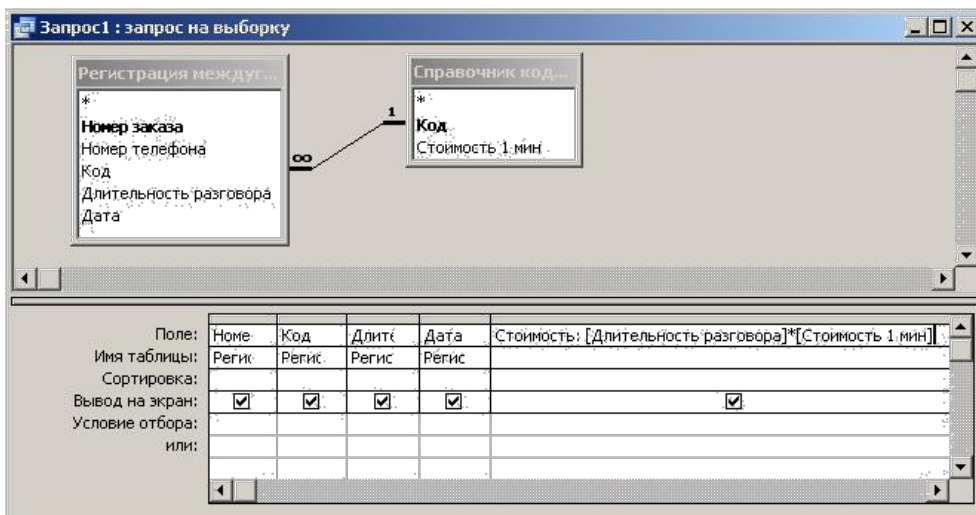 Запрос1 : запрос на выборку
Регистрация междуг...
*
Номер заказа
Номер телефона
Код
Длительность разговора
Дата
∞
1
Справочник код...
*
Код
Стоимость 1 мин
Поле: Номе Код Длите Дата Стоимость: [Длительность разговора]*[Стоимость 1 мин]
Имя таблицы: Регис Регис Регис Регис
Сортировка:
Вывод на экран:
Условие отбора:
или: